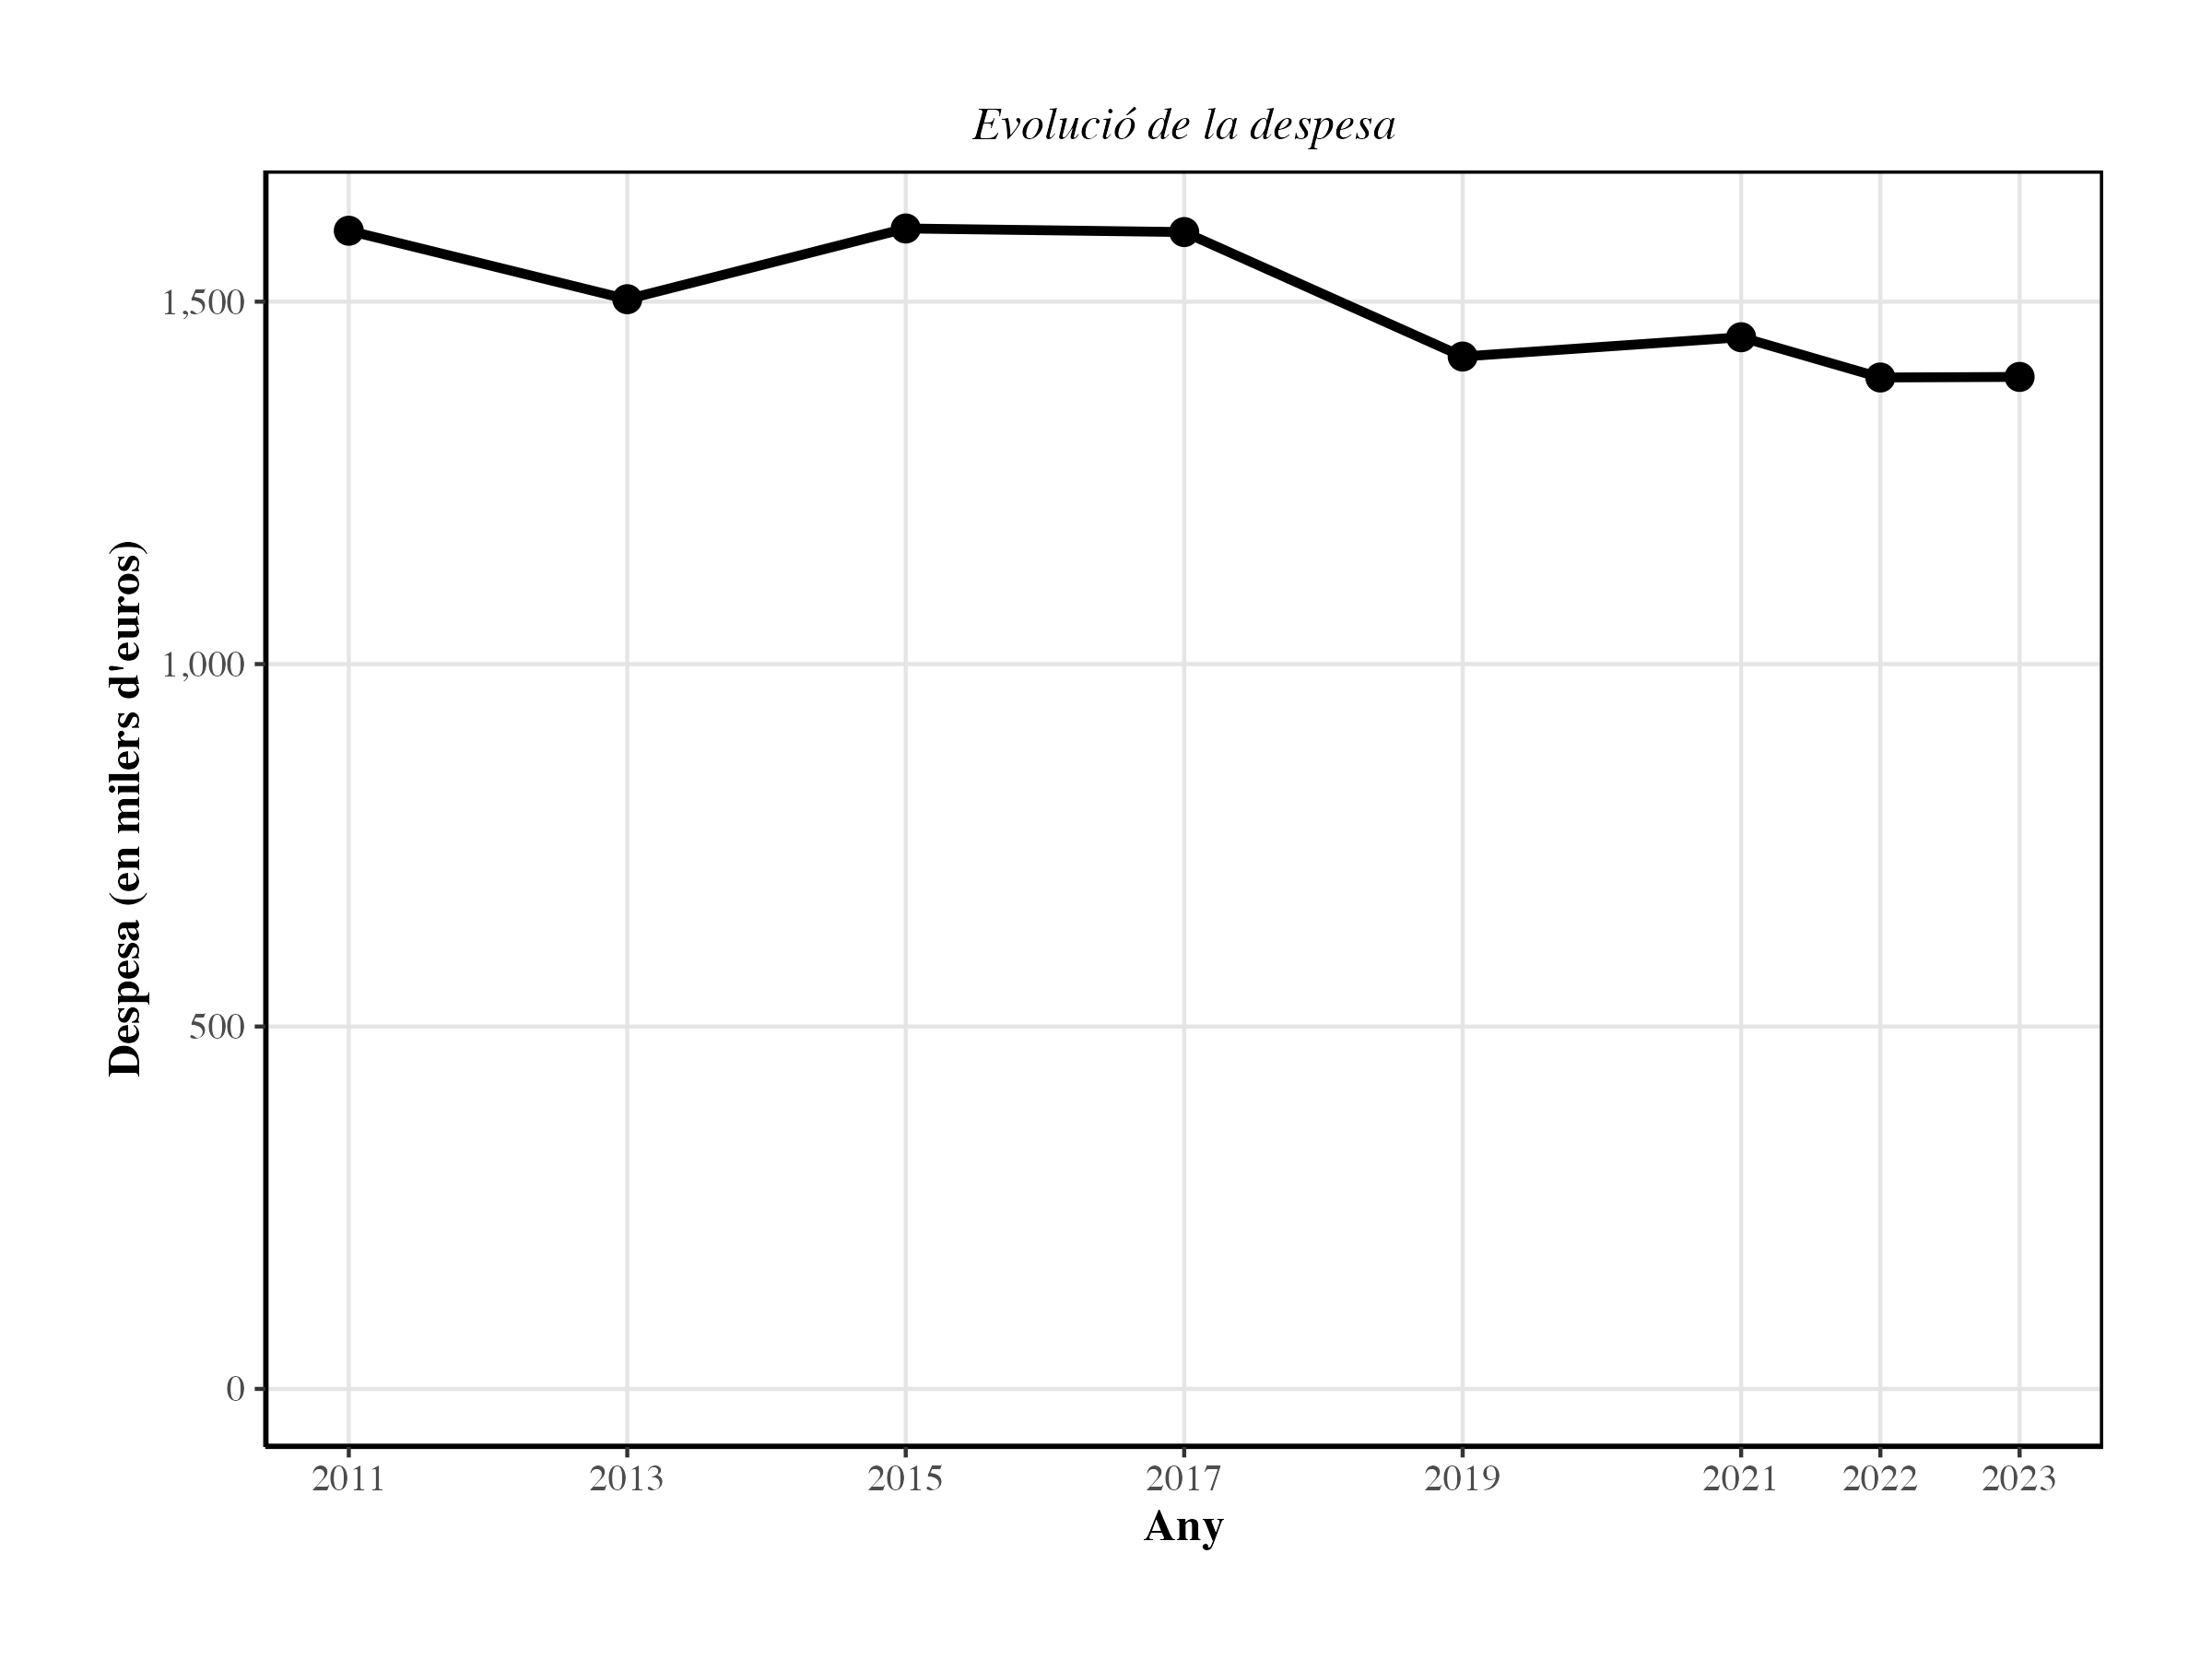 Evolució de la despesa
Despesa (en milers d'euros)
1,500
1,000
500
0
2011 2013 2015 2017 2019 2021 2022 2023
Any